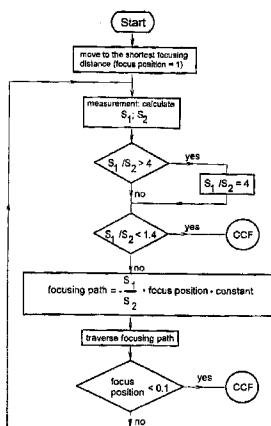 Start
move to the shortest focusing
distance (focus position = 1)
measurement: calculate
S1; S2
S1/S2 > 4
yes
S1/S2 = 4
no
S1/S2 < 1.4
yes
CCF
no
focusing path = - S1/S2 · focus position · constant
traverse focusing path
focus
position < 0.1
yes
CCF
no